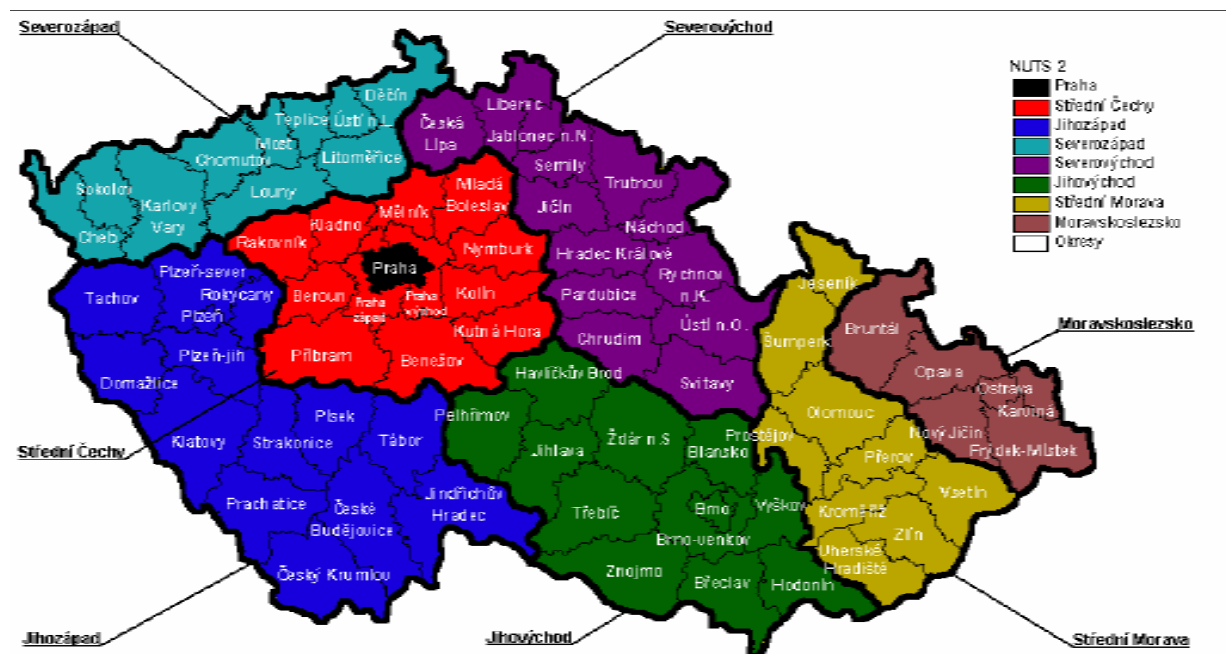 Severozápad
Severovýchod
NUTS 2
Praha
Střední Čechy
Jihozápad
Severozápad
Severovýchod
Jihovýchod
Střední Morava
Moravskoslezsko
Okresy
Děčín
Teplice
Ústí n.L.
Most
Chomutov
Litoměřice
Louny
Sokolov
Karlovy
Vary
Cheb
Česká
Lípa
Liberec
Jablonec n.N.
Semily
Trutnov
Jičín
Náchod
Hradec Králové
Rychnov
n.K.
Pardubice
Ústí n.O.
Chrudim
Svitavy
Mladá
Boleslav
Mělník
Kladno
Rakovník
Nymburk
Praha
Beroun
Praha
západ
Praha
východ
Kolín
Kutná Hora
Příbram
Benešov
Plzeň-sever
Tachov
Rokycany
Plzeň
Plzeň-jih
Domažlice
Klatovy
Písek
Strakonice
Tábor
Prachatice
České
Budějovice
Jindřichův
Hradec
Český Krumlov
Havlíčkův Brod
Pelhřimov
Jihlava
Žďár n.S
Blansko
Třebíč
Brno
Vyškov
Brno-venkov
Znojmo
Břeclav
Hodonín
Jeseník
Šumperk
Olomouc
Prostějov
Přerov
Kroměříž
Vsetín
Zlín
Uherské
Hradiště
Bruntál
Opava
Ostrava
Karviná
Nový Jičín
Frýdek-Místek
Moravskoslezsko
Střední Čechy
Jihozápad
Jihovýchod
Střední Morava